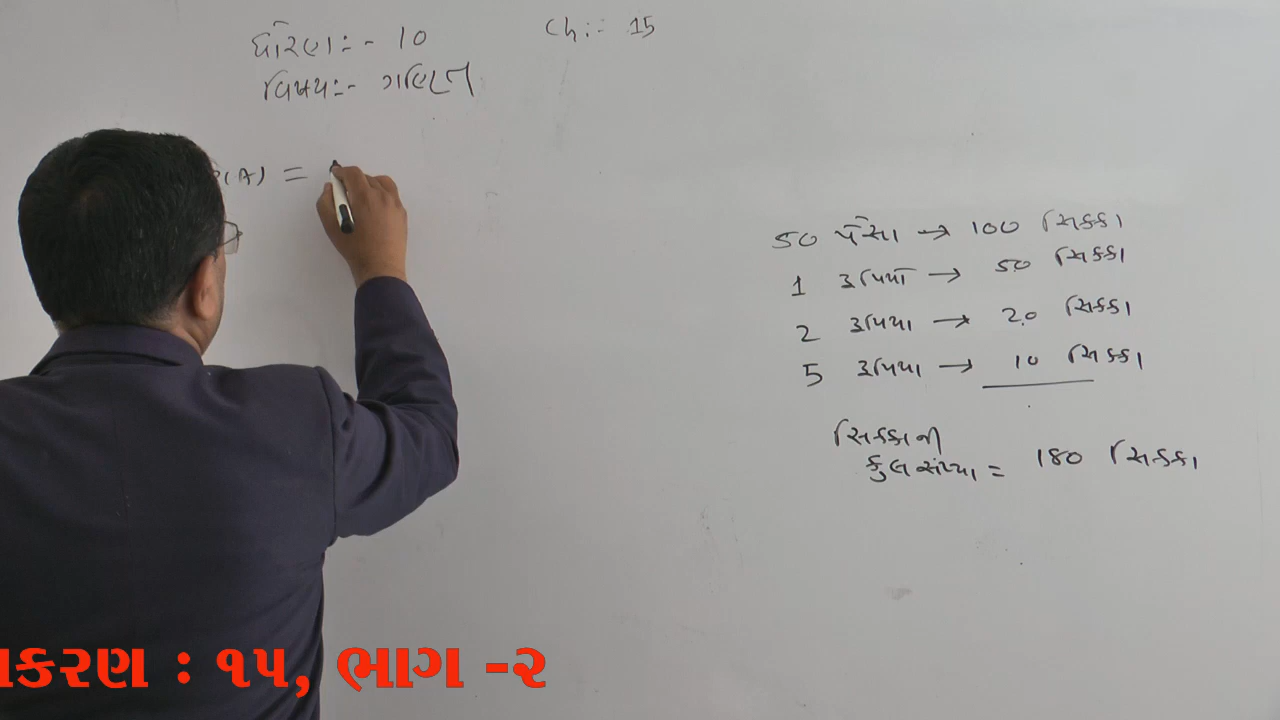 ધોરણ:- 10
Ch:- 15
વિષય:- ગણિત
P(A) =
50 પૈસા → 100 સિક્કા
1 રૂપિયો → 50 સિક્કા
2 રૂપિયા → 20 સિક્કા
5 રૂપિયા → 10 સિક્કા
સિક્કાની
કુલ સંખ્યા = 180 સિક્કા
કરણ : ૧૫, ભાગ -૨